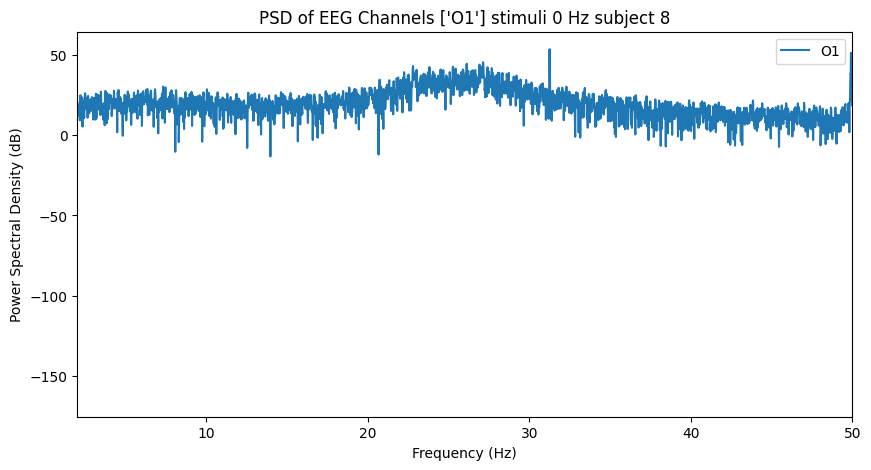 PSD of EEG Channels ['O1'] stimuli 0 Hz subject 8
O1
50
0
−50
−100
−150
Power Spectral Density (dB)
10
20
30
40
50
Frequency (Hz)